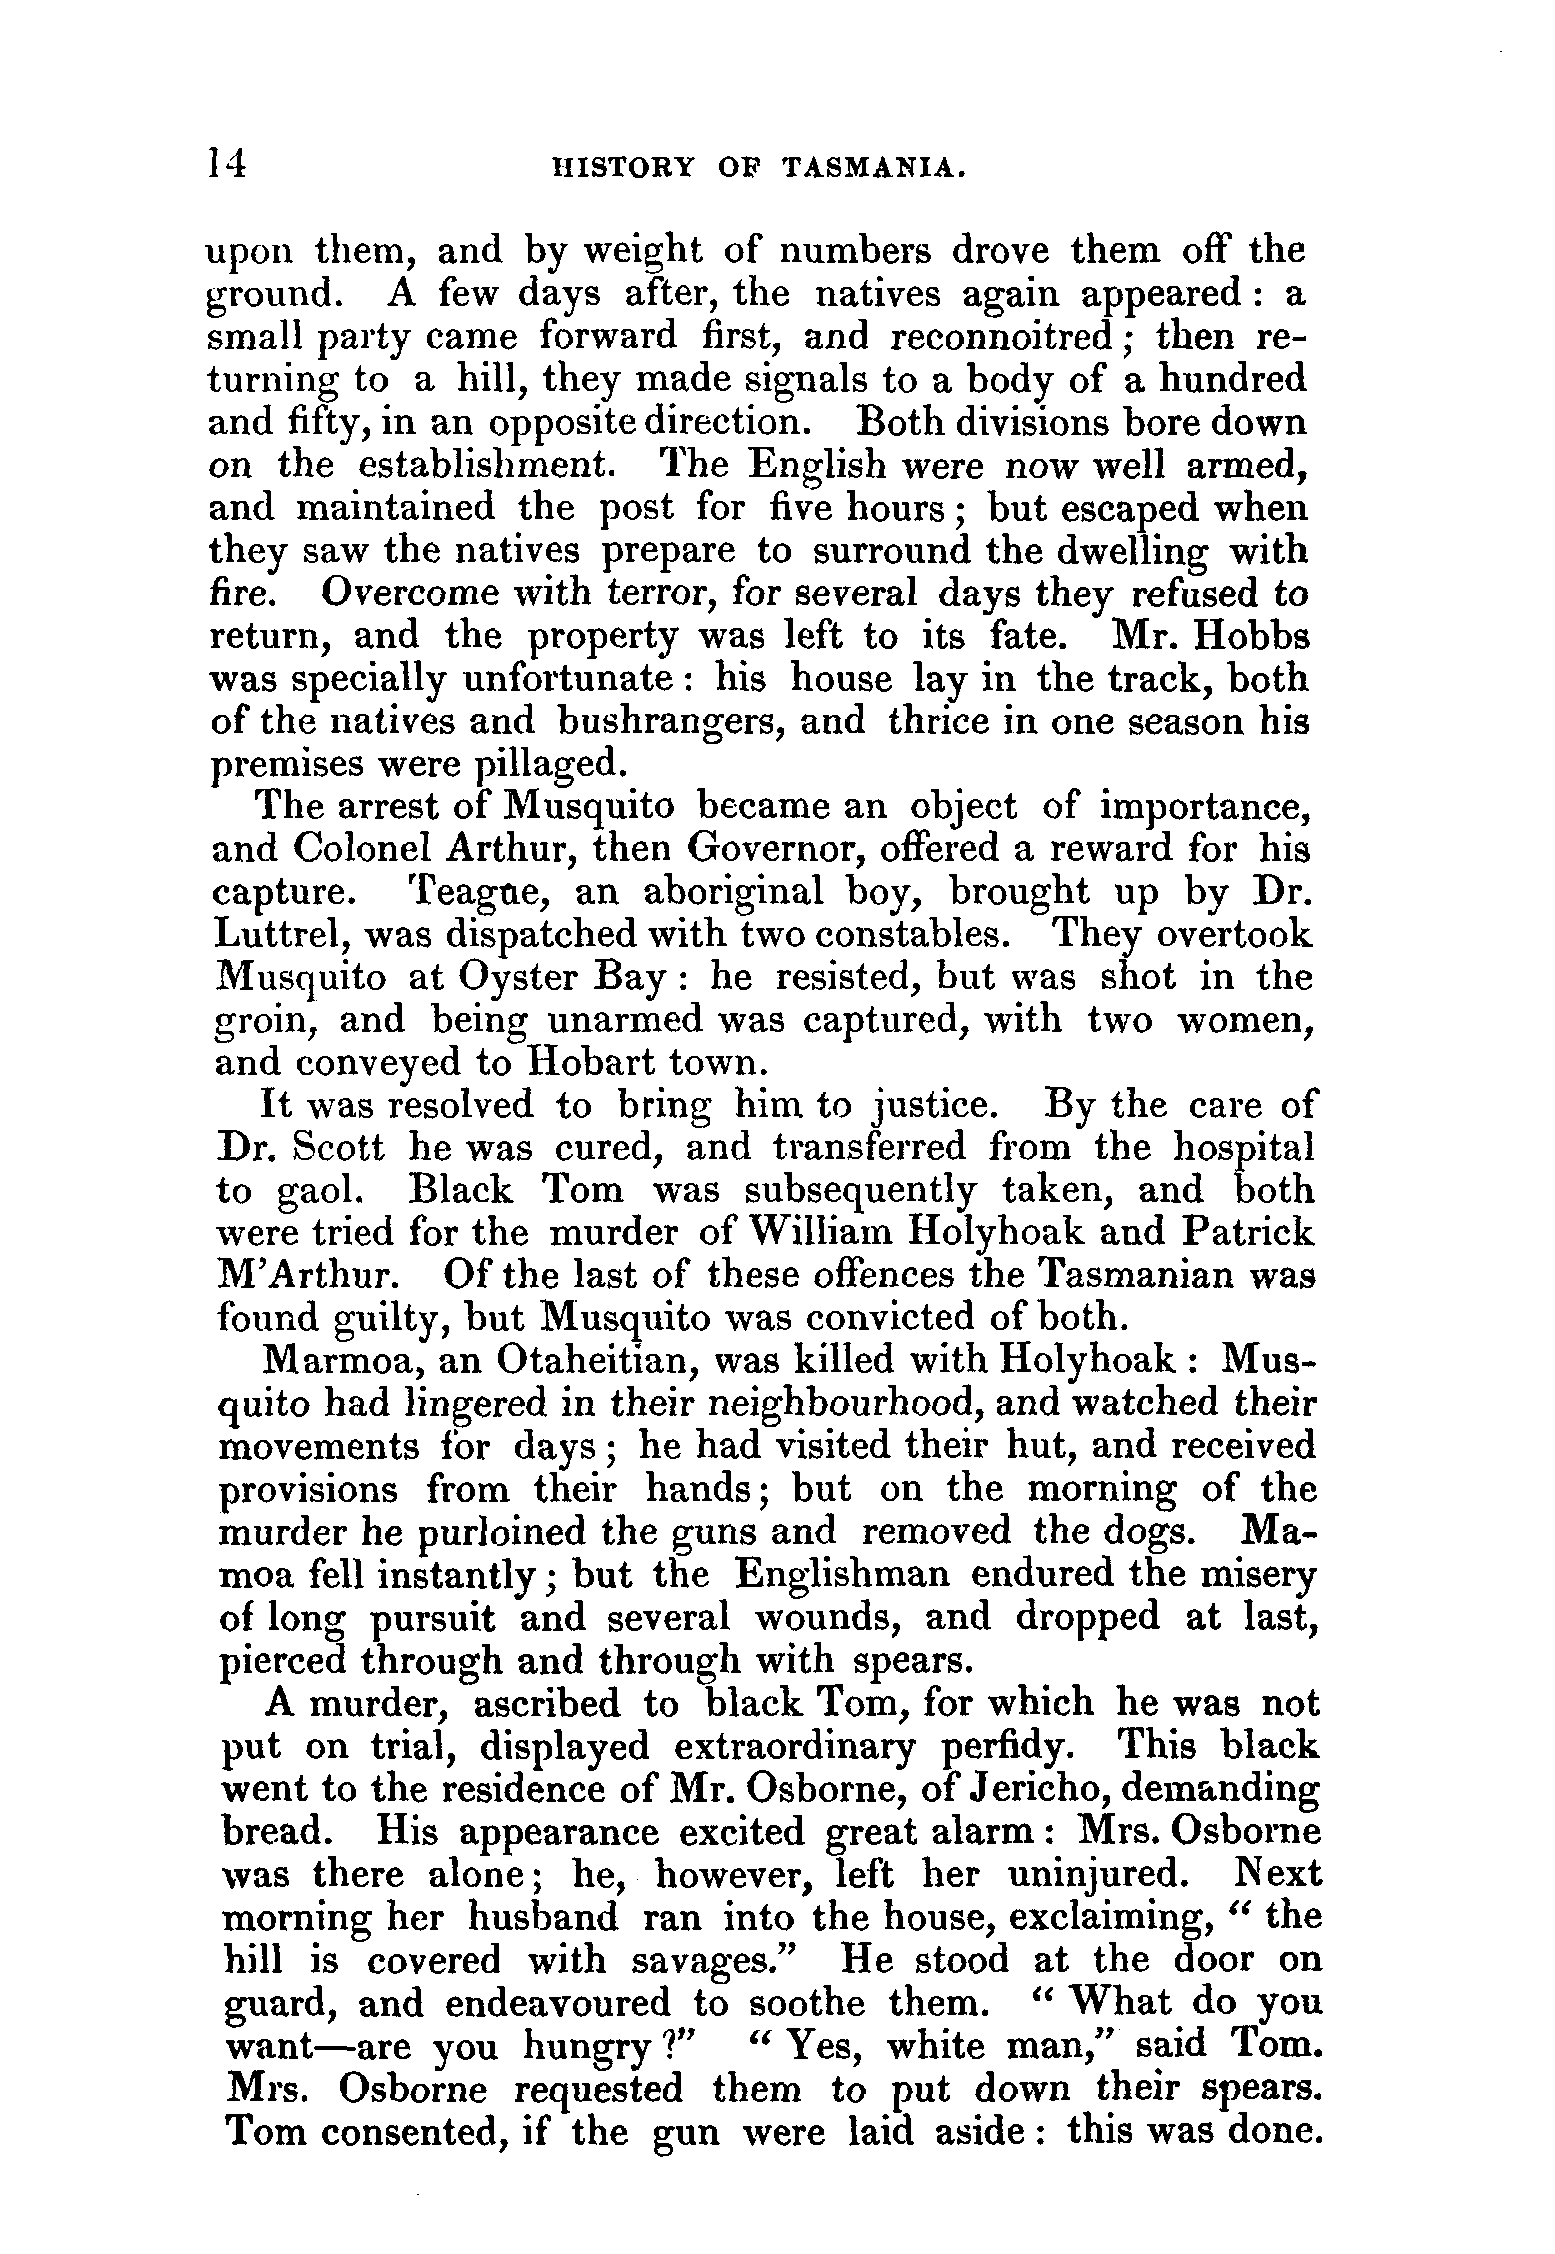 14 HISTORY OF TASMANIA.
upon them, and by weight of numbers drove them off the
ground. A few days after, the natives again appeared : a
small party came forward first, and reconnoitred ; then re-
turning to a hill, they made signals to a body of a hundred
and fifty, in an opposite direction. Both divisions bore down
on the establishment. The English were now well armed,
and maintained the post for five hours ; but escaped when
they saw the natives prepare to surround the dwelling with
fire. Overcome with terror, for several days they refused to
return, and the property was left to its fate. Mr. Hobbs
was specially unfortunate : his house lay in the track, both
of the natives and bushrangers, and thrice in one season his
premises were pillaged.
The arrest of Musquito became an object of importance,
and Colonel Arthur, then Governor, offered a reward for his
capture. Teague, an aboriginal boy, brought up by Dr.
Luttrel, was dispatched with two constables. They overtook
Musquito at Oyster Bay : he resisted, but was shot in the
groin, and being unarmed was captured, with two women,
and conveyed to Hobart town.
It was resolved to bring him to justice. By the care of
Dr. Scott he was cured, and transferred from the hospital
to gaol. Black Tom was subsequently taken, and both
were tried for the murder of William Holyhoak and Patrick
M'Arthur. Of the last of these offences the Tasmanian was
found guilty, but Musquito was convicted of both.
Marmoa, an Otaheitian, was killed with Holyhoak : Mus-
quito had lingered in their neighbourhood, and watched their
movements for days ; he had visited their hut, and received
provisions from their hands ; but on the morning of the
murder he purloined the guns and removed the dogs. Ma-
moa fell instantly ; but the Englishman endured the misery
of long pursuit and several wounds, and dropped at last,
pierced through and through with spears.
A murder, ascribed to black Tom, for which he was not
put on trial, displayed extraordinary perfidy. This black
went to the residence of Mr. Osborne, of Jericho, demanding
bread. His appearance excited great alarm : Mrs. Osborne
was there alone ; he, however, left her uninjured. Next
morning her husband ran into the house, exclaiming, " the
hill is covered with savages." He stood at the door on
guard, and endeavoured to soothe them. " What do you
want—are you hungry ?" " Yes, white man," said Tom.
Mrs. Osborne requested them to put down their spears.
Tom consented, if the gun were laid aside : this was done.